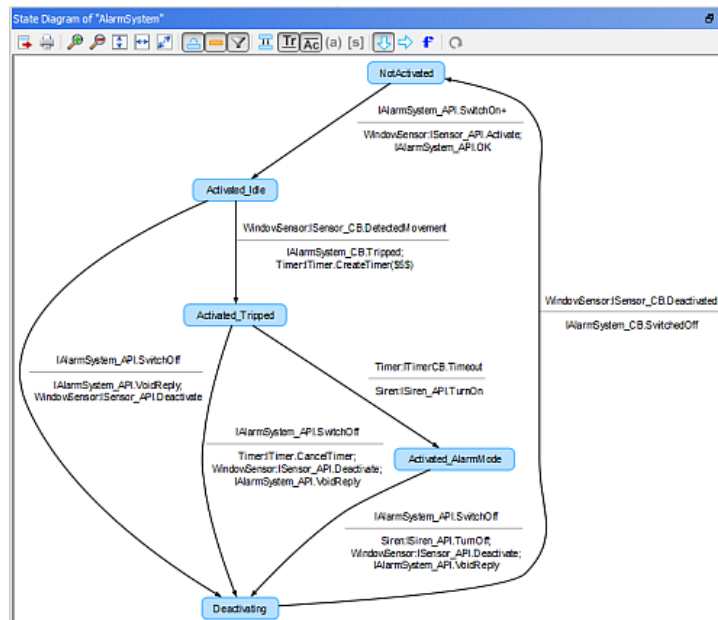 State Diagram of "AlarmSystem"
Tr Ac (a) [s] f
NotActivated
IAlarmSystem_API.SwitchOn+
WindowSensor:ISensor_API.Activate;
IAlarmSystem_API.OK
Activated_Idle
WindowSensor:ISensor_CB.DetectedMovement
IAlarmSystem_CB.Tripped;
Timer:ITimer.CreateTimer($5$)
WindowSensor:ISensor_CB.Deactivated
IAlarmSystem_CB.SwitchedOff
Activated_Tripped
IAlarmSystem_API.SwitchOff
IAlarmSystem_API.VoidReply;
WindowSensor:ISensor_API.Deactivate
Timer:ITimerCB.Timeout
Siren:ISiren_API.TurnOn
IAlarmSystem_API.SwitchOff
Timer:ITimer.CancelTimer;
WindowSensor:ISensor_API.Deactivate;
IAlarmSystem_API.VoidReply
Activated_AlarmMode
IAlarmSystem_API.SwitchOff
Siren:ISiren_API.TurnOff;
WindowSensor:ISensor_API.Deactivate;
IAlarmSystem_API.VoidReply
Deactivating